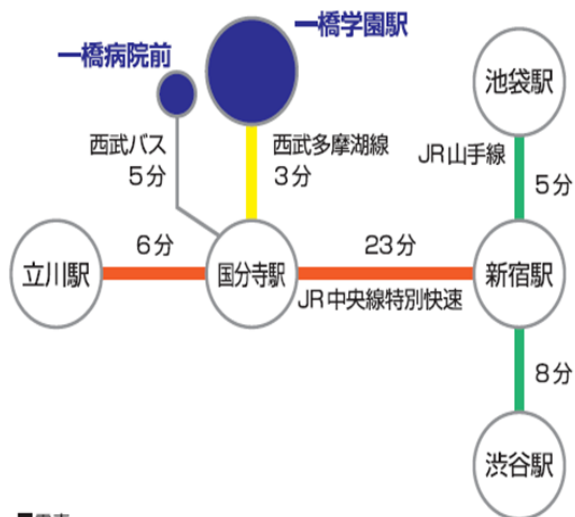 一橋学園駅
一橋病院前
池袋駅
西武バス
5分
西武多摩湖線
3分
JR山手線
5分
6分
23分
立川駅
国分寺駅
新宿駅
JR中央線特別快速
8分
渋谷駅